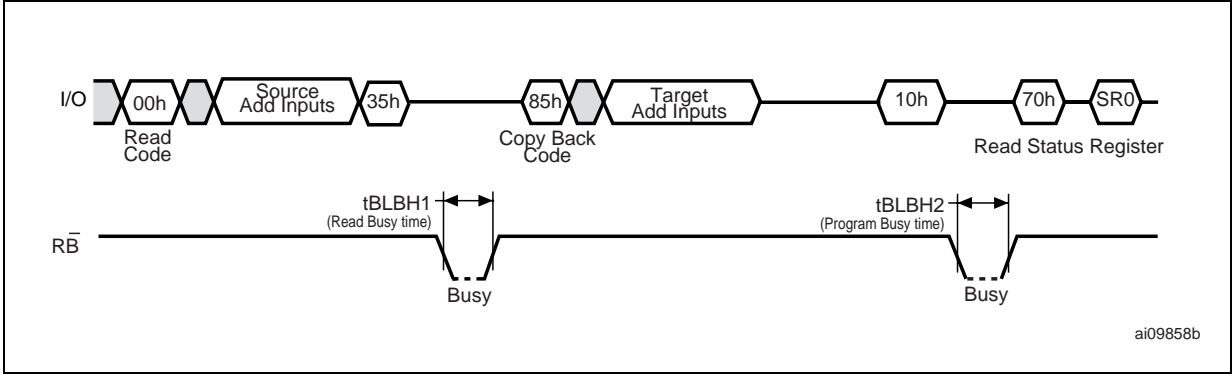 I/O
00h
Source
Add Inputs
35h
85h
Target
Add Inputs
10h
70h
SR0
Read
Code
Copy Back
Code
Read Status Register
tBLBH1
(Read Busy time)
tBLBH2
(Program Busy time)
RB̅
Busy
Busy
ai09858b